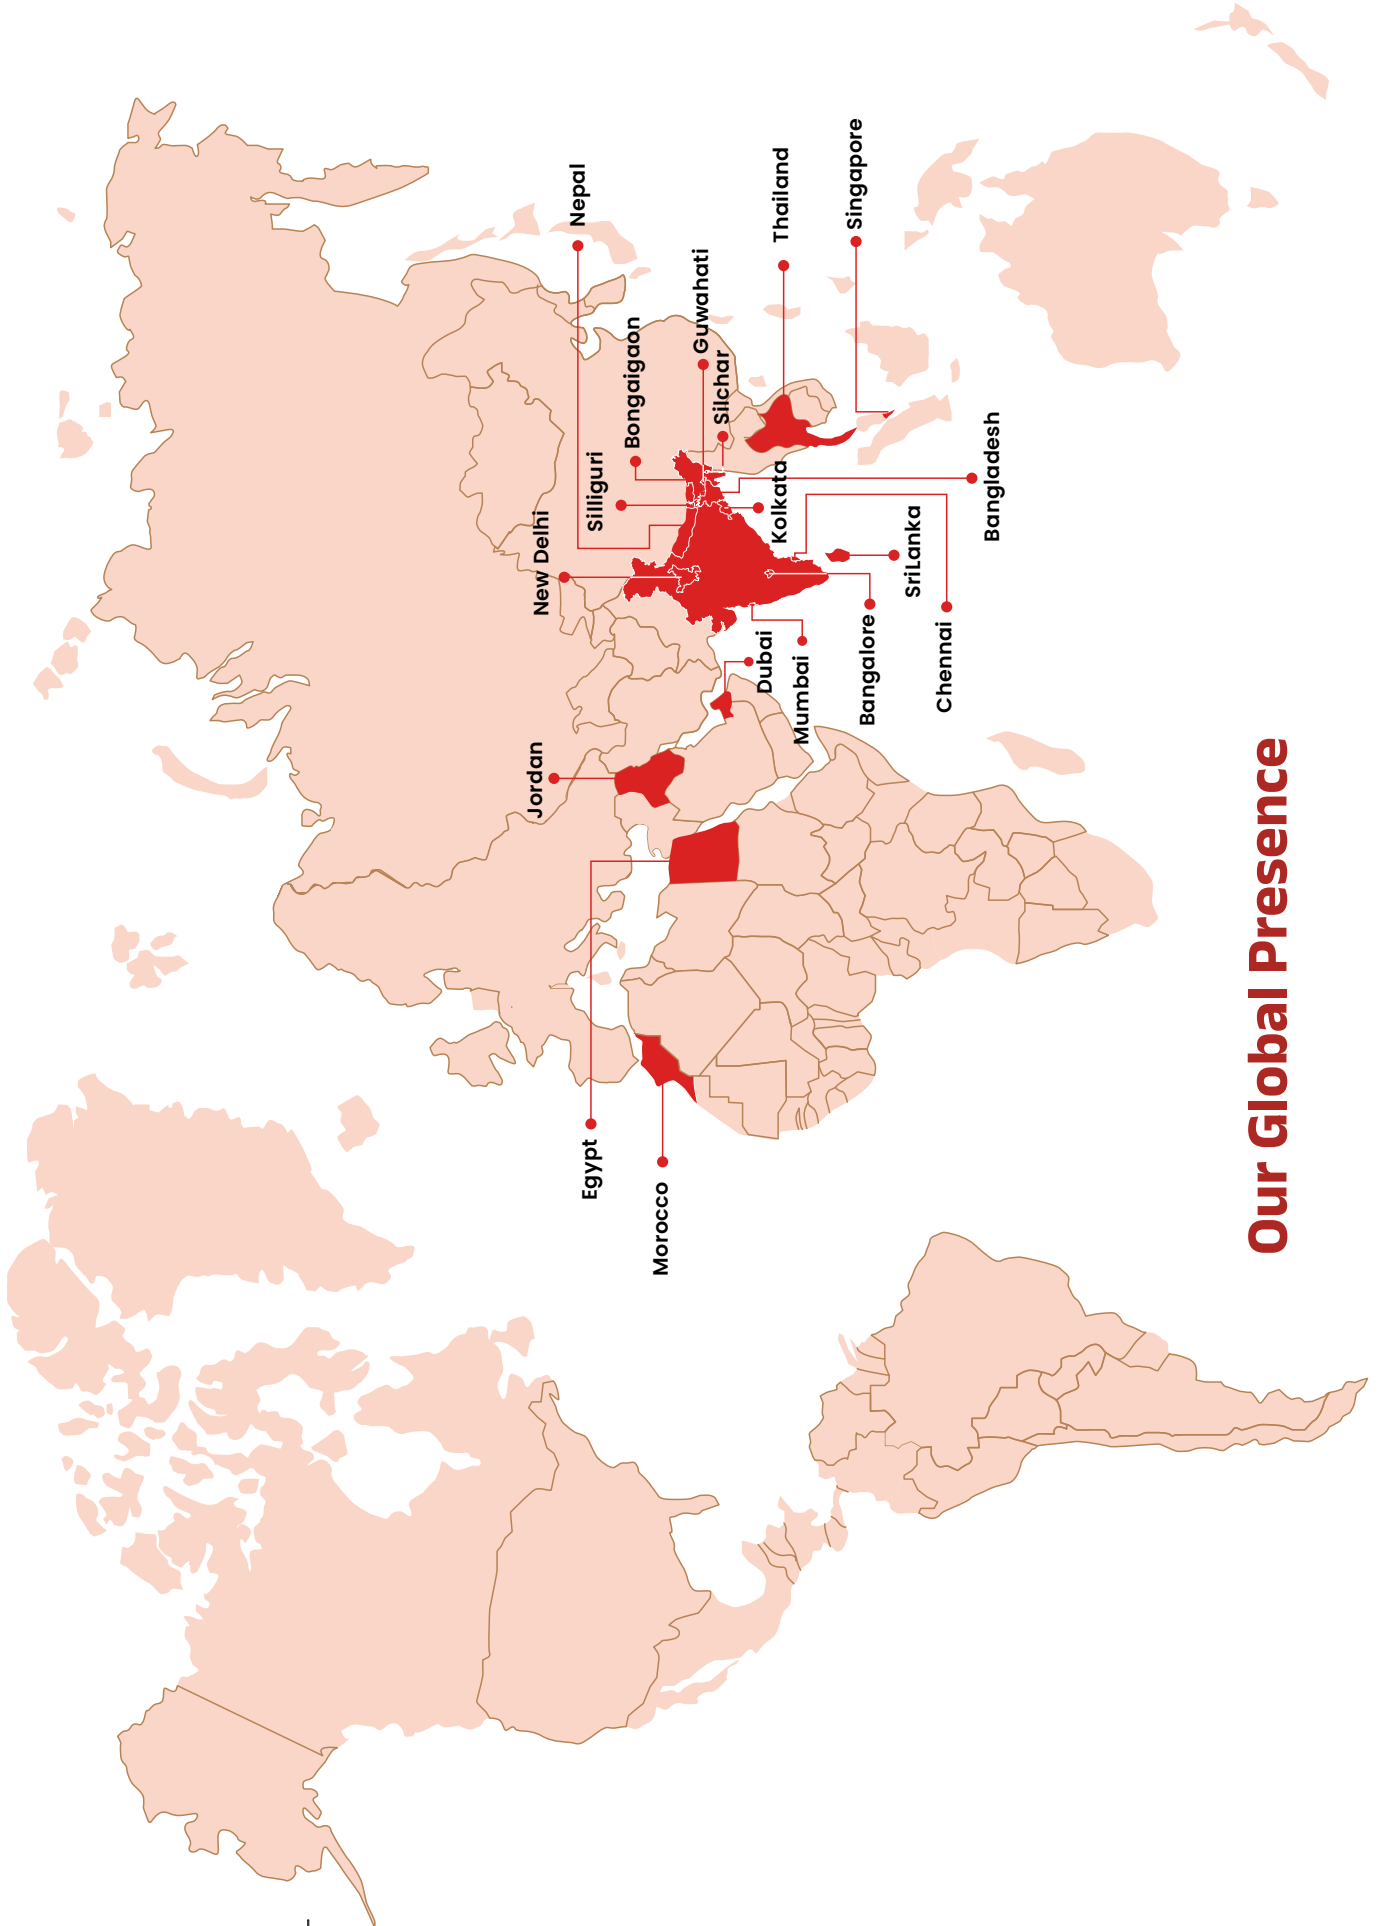 Nepal
Bongaigaon
Guwahati
Silchar
Thailand
Singapore
Silliguri
New Delhi
Kolkata
Bangladesh
SriLanka
Jordan
Dubai
Mumbai
Bangalore
Chennai
Egypt
Morocco
Our Global Presence